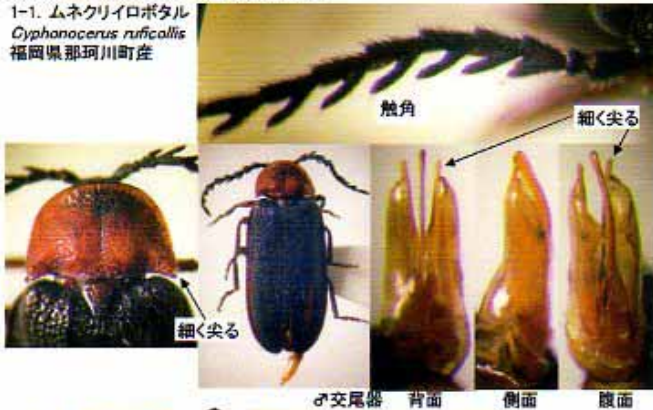 1-1. ムネクリイロボタル
Cyphonocerus ruficollis
福岡県那珂川町産
触角
細く尖る
細く尖る
♂交尾器 背面 側面 腹面